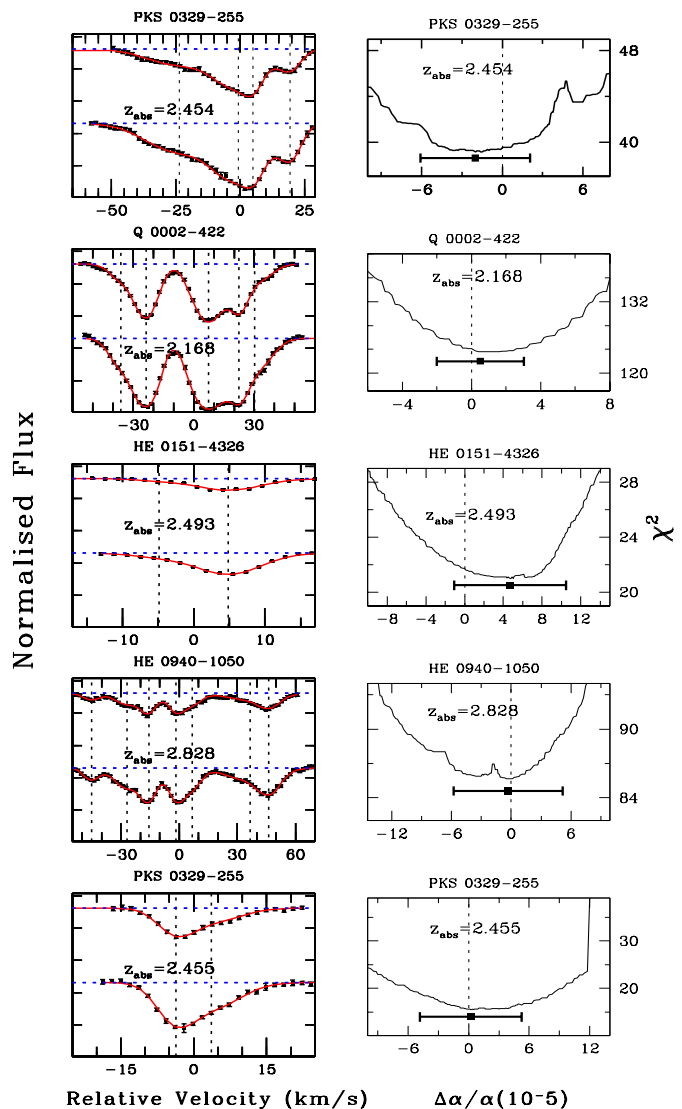 PKS 0329-255
z_abs=2.454
-50 -25 0 25
PKS 0329-255
z_abs=2.454
48
40
-6 0 6
Q 0002-422
z_abs=2.168
-30 0 30
Q 0002-422
z_abs=2.168
132
120
-4 0 4 8
HE 0151-4326
z_abs=2.493
-10 0 10
HE 0151-4326
z_abs=2.493
28
24
20
-8 -4 0 4 8 12
HE 0940-1050
z_abs=2.828
-30 0 30 60
HE 0940-1050
z_abs=2.828
90
84
-12 -6 0 6
PKS 0329-255
z_abs=2.455
-15 0 15
PKS 0329-255
z_abs=2.455
30
20
-6 0 6 12
Normalised Flux
χ²
Relative Velocity (km/s)
Δα/α(10⁻⁵)